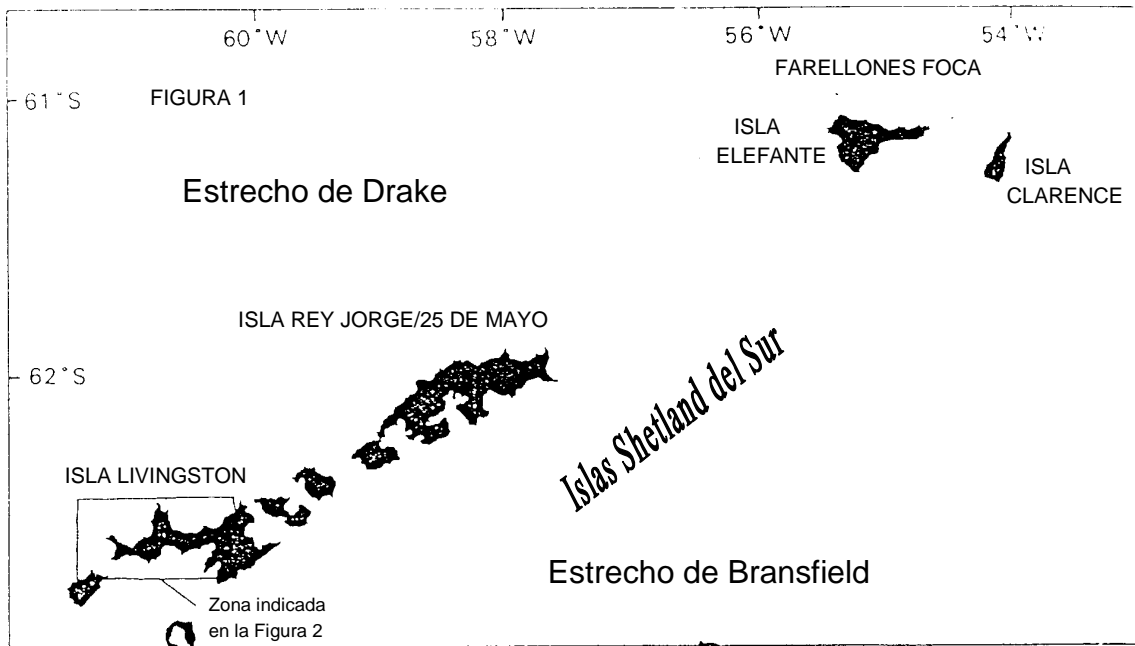 60°W
58°W
56°W
54°W
FARELLONES FOCA
61°S
FIGURA 1
ISLA
ELEFANTE
ISLA
CLARENCE
Estrecho de Drake
ISLA REY JORGE/25 DE MAYO
62°S
Islas Shetland del Sur
ISLA LIVINGSTON
Estrecho de Bransfield
Zona indicada
en la Figura 2